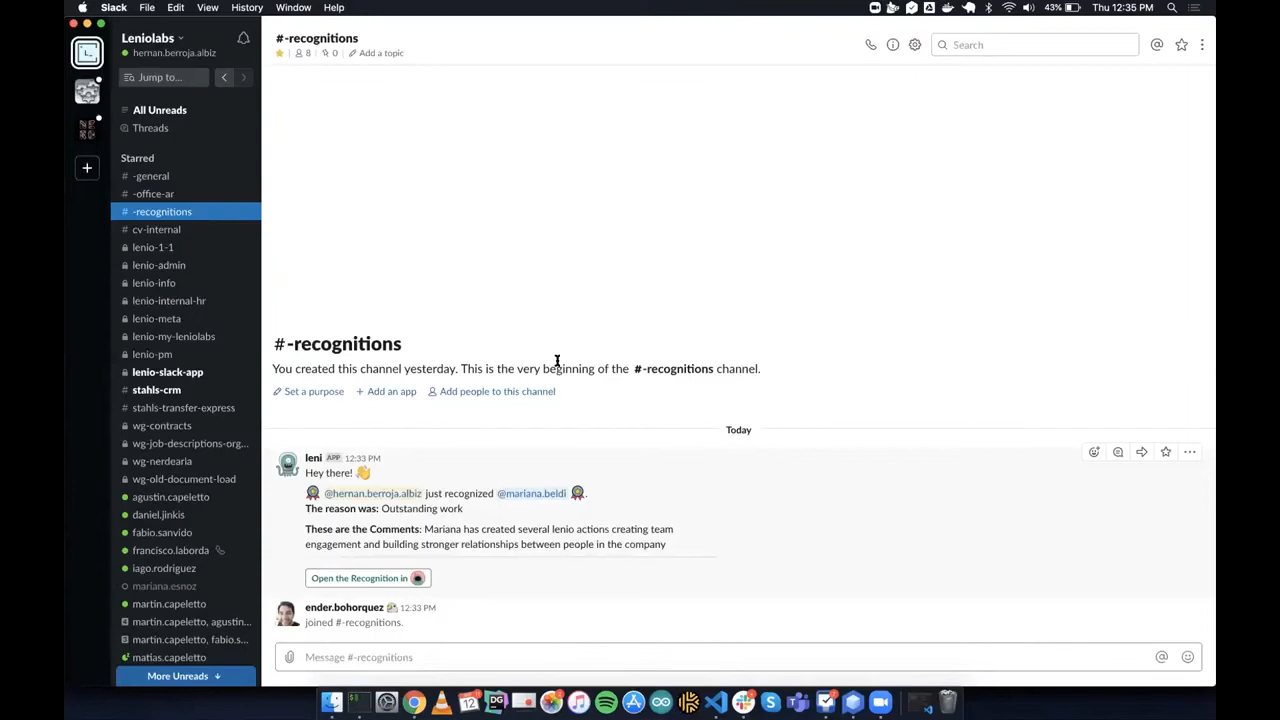 Slack File Edit View History Window Help
43% Thu 12:35 PM
Leniolabs
hernan.berroja.albiz
Jump to...
All Unreads
Threads
Starred
# -general
# -office-ar
# -recognitions
# cv-internal
lenio-1-1
lenio-admin
lenio-info
lenio-internal-hr
lenio-meta
lenio-my-leniolabs
lenio-pm
lenio-slack-app
# stahls-crm
# stahls-transfer-express
wg-contracts
wg-job-descriptions-org...
wg-nerdearia
wg-old-document-load
agustin.capeletto
daniel.jinkis
fabio.sanvido
francisco.laborda
iago.rodriguez
mariana.esnoz
martin.capeletto
martin.capeletto, agustin...
martin.capeletto, fabio.s...
matias.capeletto
More Unreads ↓
#-recognitions
8 0 Add a topic
Search
#-recognitions
You created this channel yesterday. This is the very beginning of the #-recognitions channel.
Set a purpose + Add an app Add people to this channel
Today
leni APP 12:33 PM
Hey there!
@hernan.berroja.albiz just recognized @mariana.beldi .
The reason was: Outstanding work
These are the Comments: Mariana has created several lenio actions creating team
engagement and building stronger relationships between people in the company
Open the Recognition in
ender.bohorquez 12:33 PM
joined #-recognitions.
Message #-recognitions